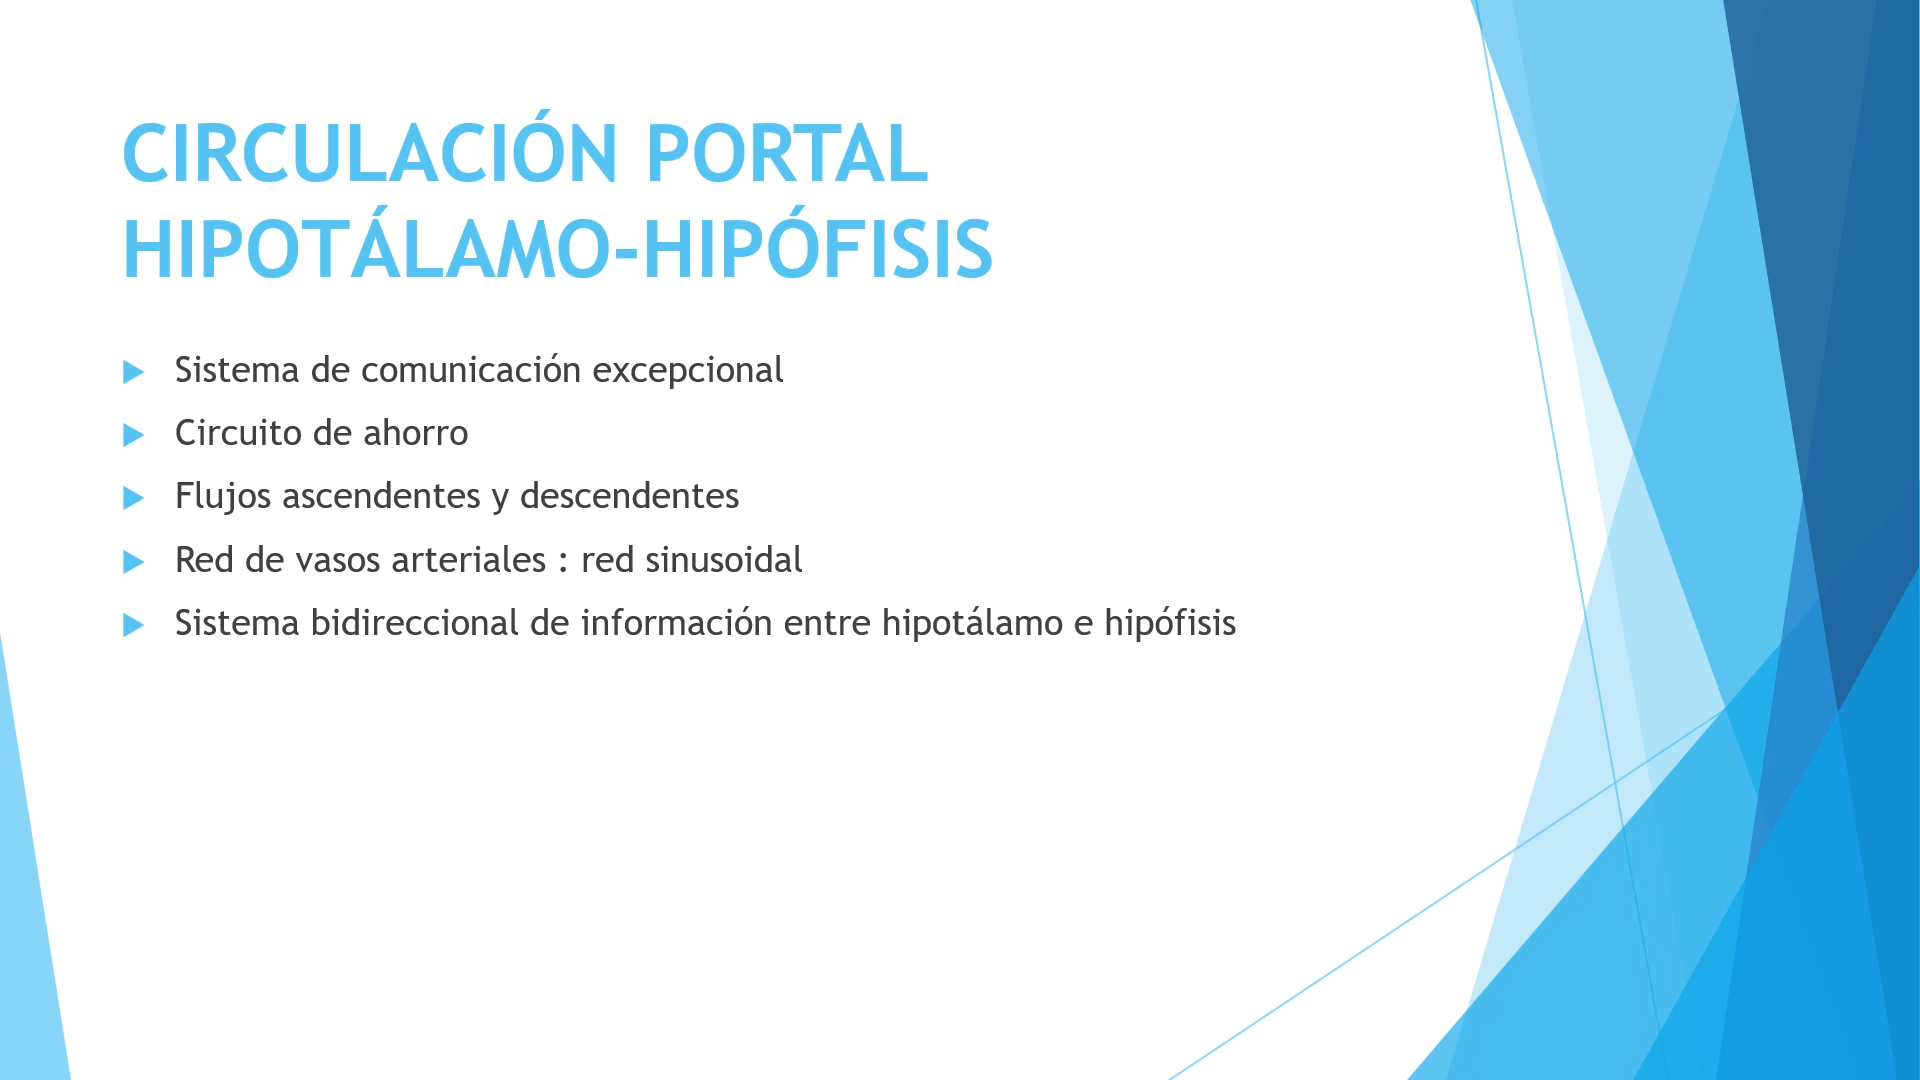 CIRCULACIÓN PORTAL
HIPOTÁLAMO-HIPÓFISIS
Sistema de comunicación excepcional
Circuito de ahorro
Flujos ascendentes y descendentes
Red de vasos arteriales : red sinusoidal
Sistema bidireccional de información entre hipotálamo e hipófisis